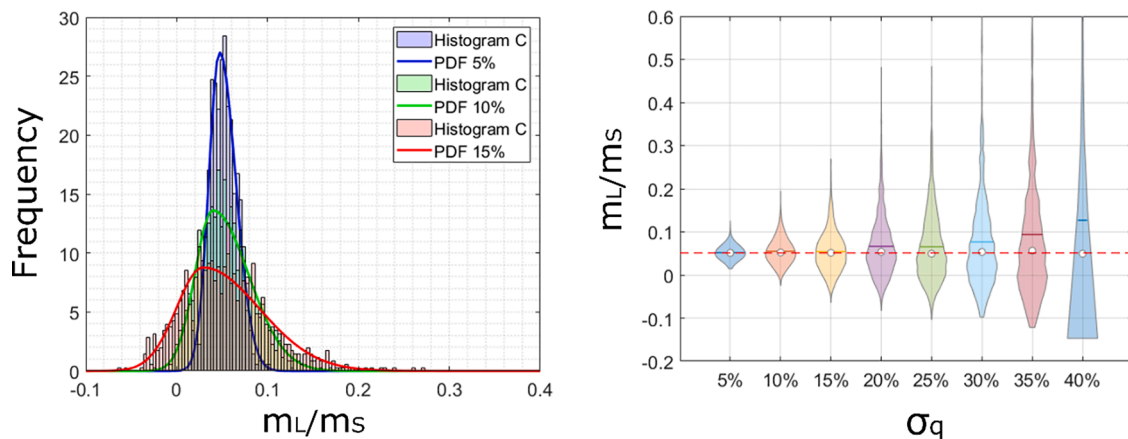 Frequency
30
25
20
15
10
5
0
-0.1
0
0.1
0.2
0.3
0.4
mL/mS
Histogram C
PDF 5%
Histogram C
PDF 10%
Histogram C
PDF 15%
mL/mS
0.6
0.5
0.4
0.3
0.2
0.1
0
-0.1
-0.2
5% 10% 15% 20% 25% 30% 35% 40%
σq